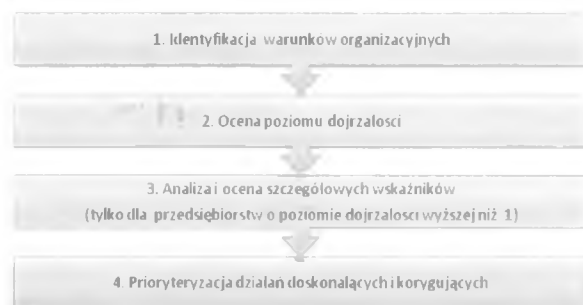 1. Identyfikacja warunków organizacyjnych
2. Ocena poziomu dojrzałości
3. Analiza i ocena szczegółowych wskaźników
(tylko dla przedsiębiorstw o poziomie dojrzałości wyższej niż 1)
4. Prioryteryzacja działań doskonalących i korygujących